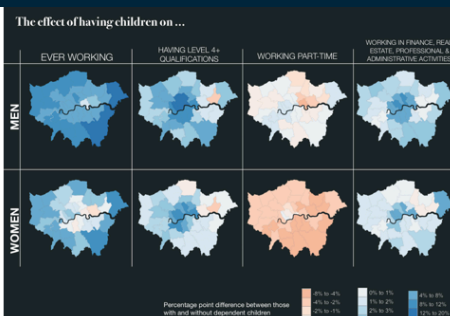 The effect of having children on ...
EVER WORKING
HAVING LEVEL 4+
QUALIFICATIONS
WORKING PART-TIME
WORKING IN FINANCE, REAL
ESTATE, PROFESSIONAL &
ADMINISTRATIVE ACTIVITIES
MEN
WOMEN
Percentage point difference between those
with and without dependent children
-8% to -4%
-4% to -2%
-2% to -1%
0% to 1%
1% to 2%
2% to 3%
4% to 8%
8% to 12%
12% to 20%